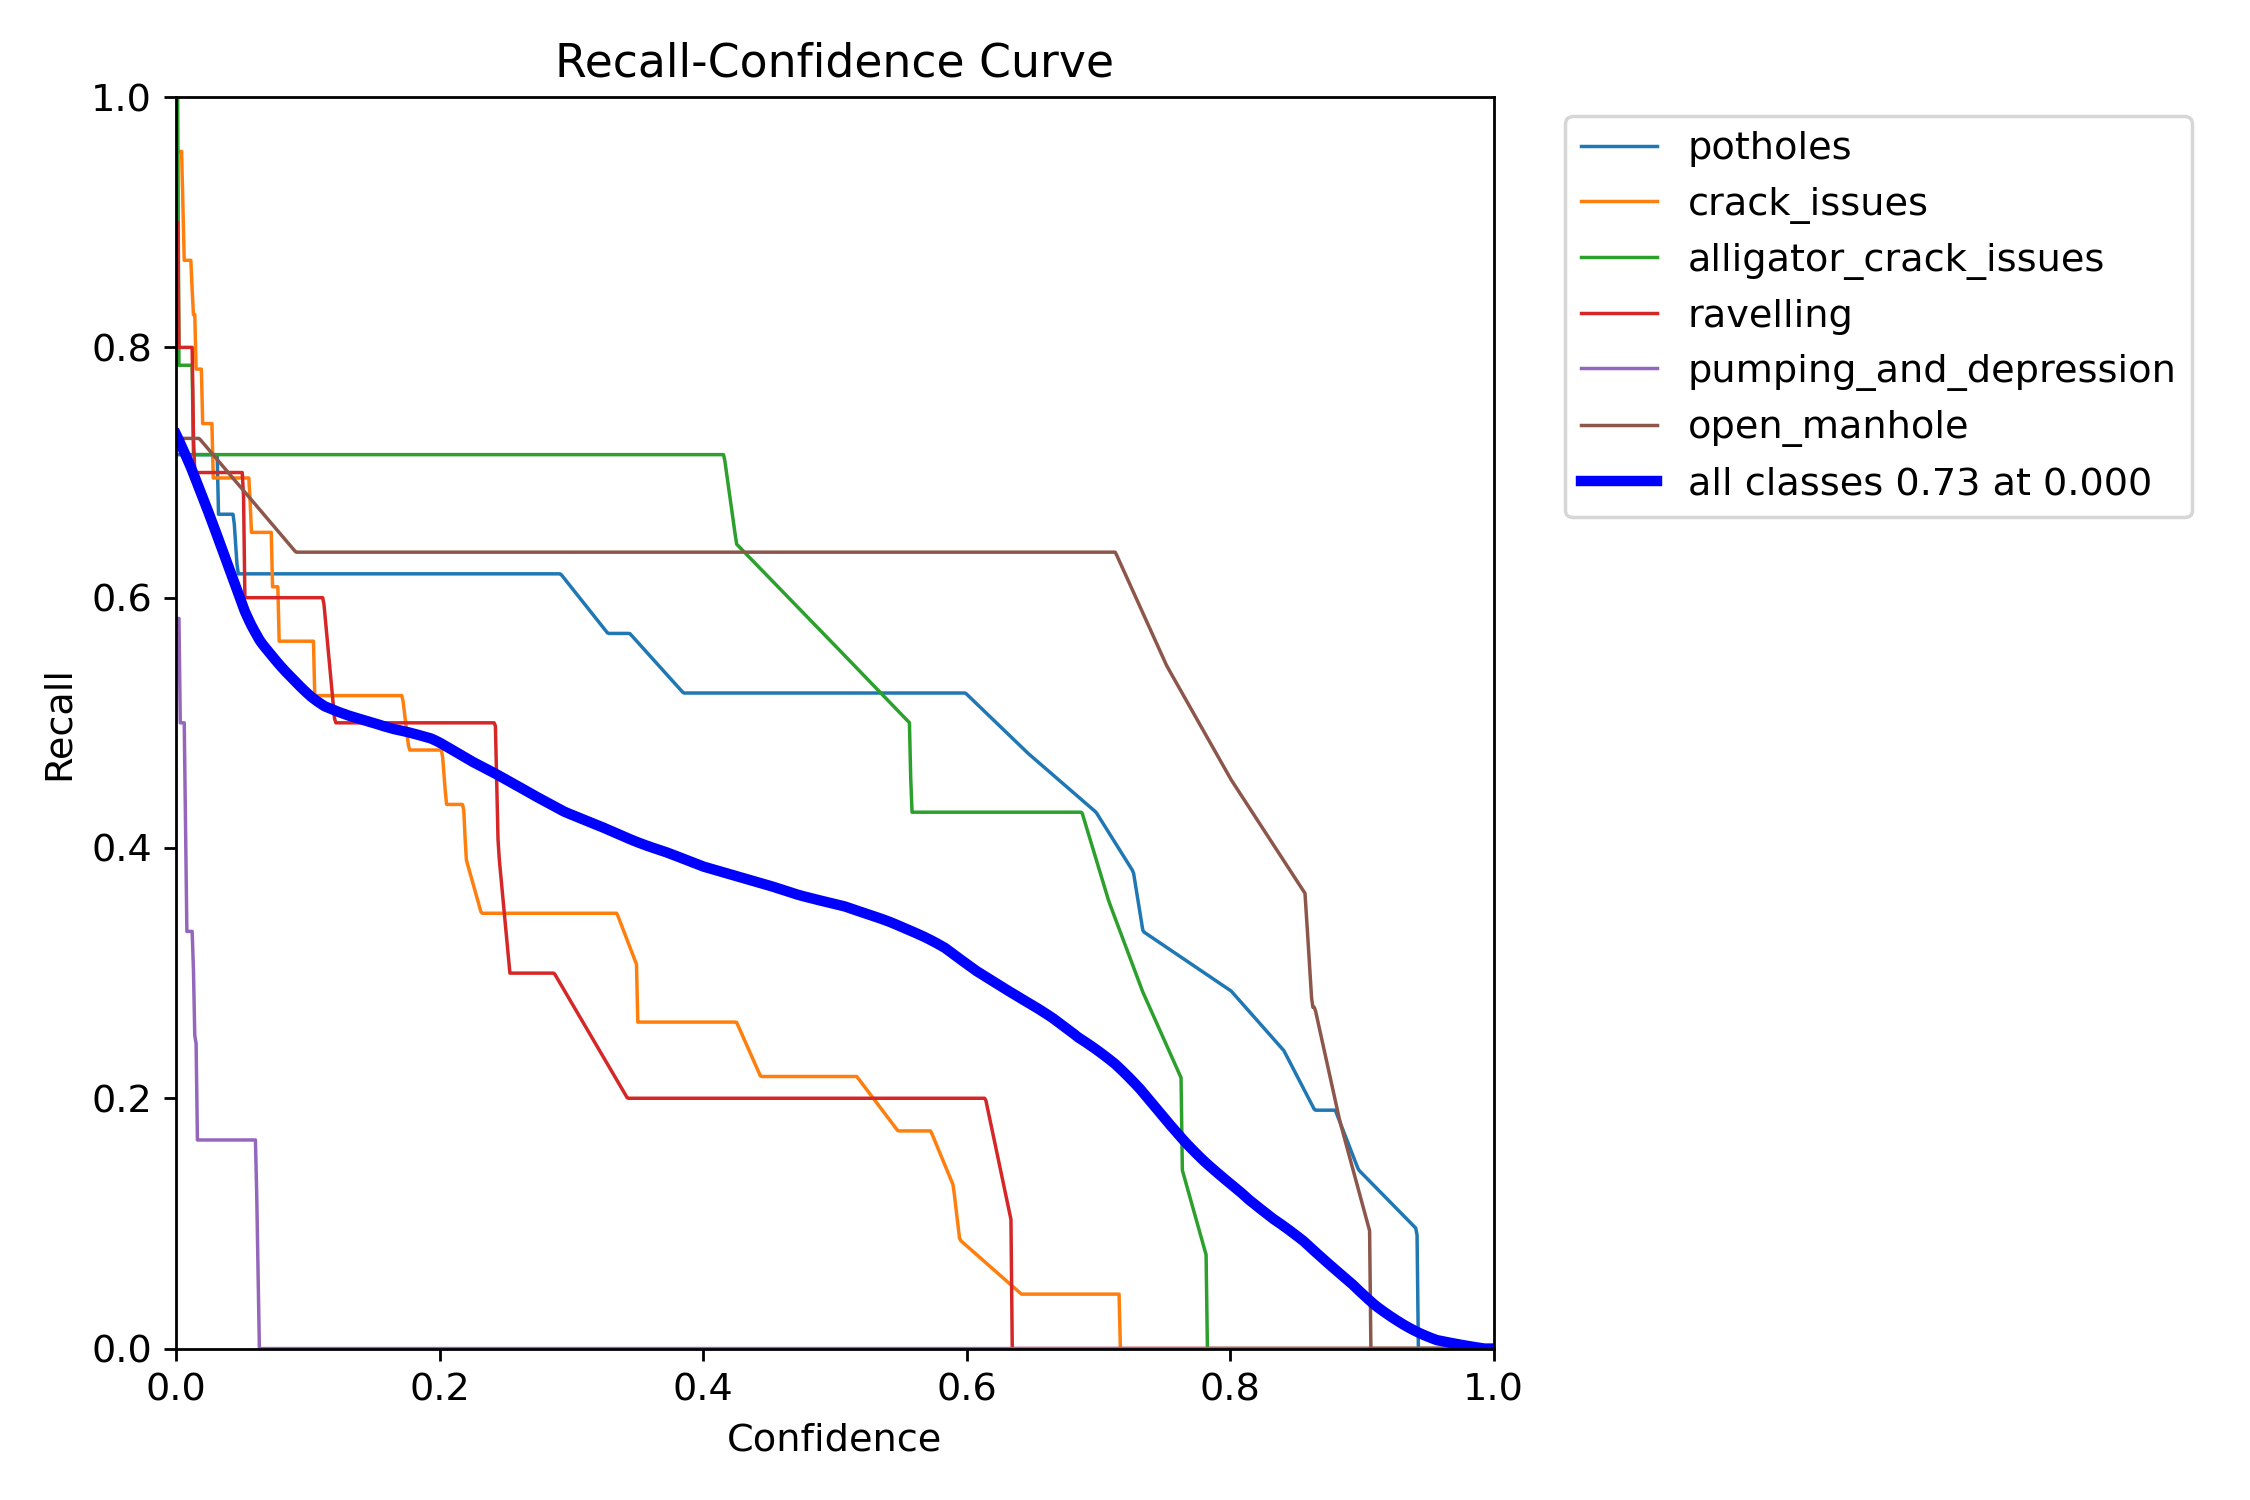 Recall-Confidence Curve
1.0
0.8
0.6
0.4
0.2
0.0
Recall
0.0 0.2 0.4 0.6 0.8 1.0
Confidence
potholes
crack_issues
alligator_crack_issues
ravelling
pumping_and_depression
open_manhole
all classes 0.73 at 0.000